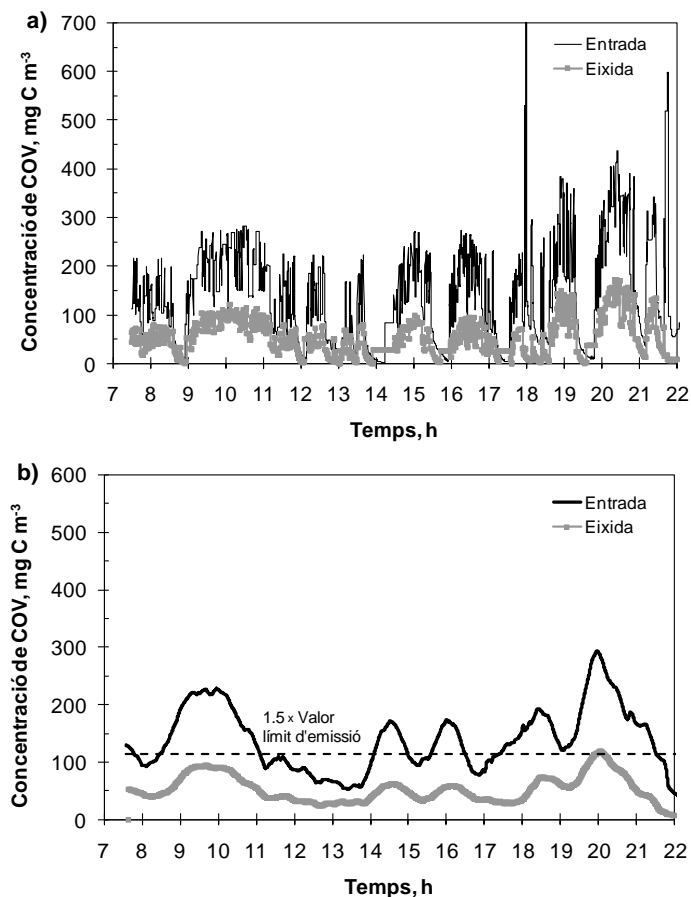 a)
700
600
500
400
300
200
100
0
Concentració de COV, mg C m⁻³
Entrada
Eixida
7 8 9 10 11 12 13 14 15 16 17 18 19 20 21 22
Temps, h
b)
600
500
400
300
200
100
0
Concentració de COV, mg C m⁻³
Entrada
Eixida
1.5 x Valor
límit d'emissió
7 8 9 10 11 12 13 14 15 16 17 18 19 20 21 22
Temps, h